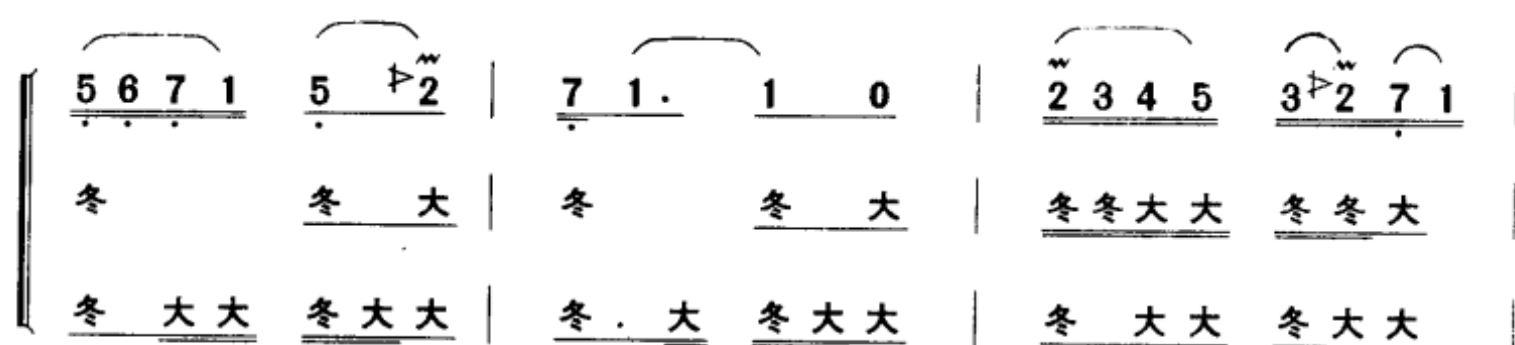 5 6 7 1 5 2 | 7 1 . 1 0 | 2 3 4 5 3 2 7 1 |
冬 冬 大 | 冬 冬 大 | 冬 冬 大 大 冬 冬 大 |
冬 大 大 冬 大 大 | 冬 . 大 冬 大 大 | 冬 大 大 冬 大 大 |